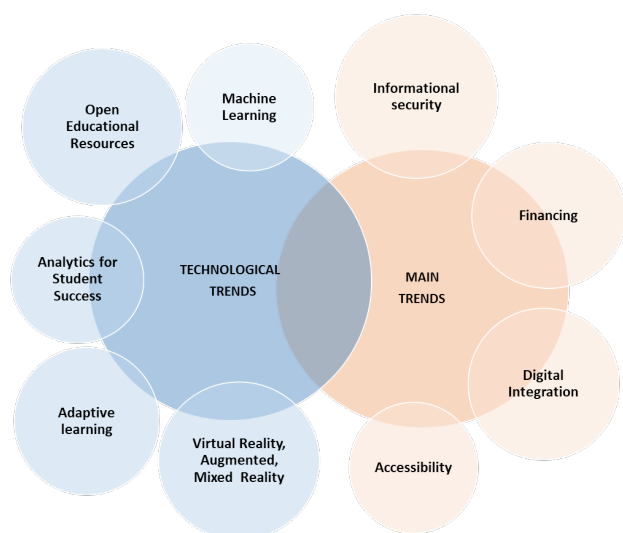 Open
Educational
Resources
Machine
Learning
Informational
security
Financing
Analytics for
Student
Success
TECHNOLOGICAL
TRENDS
MAIN
TRENDS
Digital
Integration
Adaptive
learning
Virtual Reality,
Augmented,
Mixed Reality
Accessibility